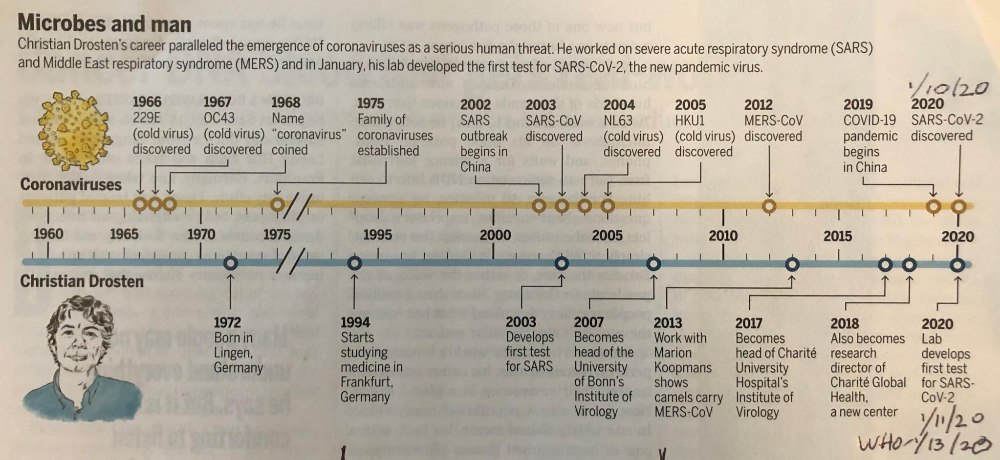 Microbes and man
Christian Drosten's career paralleled the emergence of coronaviruses as a serious human threat. He worked on severe acute respiratory syndrome (SARS)
and Middle East respiratory syndrome (MERS) and in January, his lab developed the first test for SARS-CoV-2, the new pandemic virus.
1/10/20
1966
229E
(cold virus)
discovered
1967
OC43
(cold virus)
discovered
1968
Name
“coronavirus”
coined
1975
Family of
coronaviruses
established
2002
SARS
outbreak
begins in
China
2003
SARS-CoV
discovered
2004
NL63
(cold virus)
discovered
2005
HKU1
(cold virus)
discovered
2012
MERS-CoV
discovered
2019
COVID-19
pandemic
begins
in China
2020
SARS-CoV-2
discovered
Coronaviruses
1960 1965 1970 1975 1995 2000 2005 2010 2015 2020
Christian Drosten
1972
Born in
Lingen,
Germany
1994
Starts
studying
medicine in
Frankfurt,
Germany
2003
Develops
first test
for SARS
2007
Becomes
head of the
University
of Bonn's
Institute of
Virology
2013
Work with
Marion
Koopmans
shows
camels carry
MERS-CoV
2017
Becomes
head of Charité
University
Hospital's
Institute of
Virology
2018
Also becomes
research
director of
Charité Global
Health,
a new center
2020
Lab
develops
first test
for SARS-
CoV-2
1/11/20
WHO-1/13/20